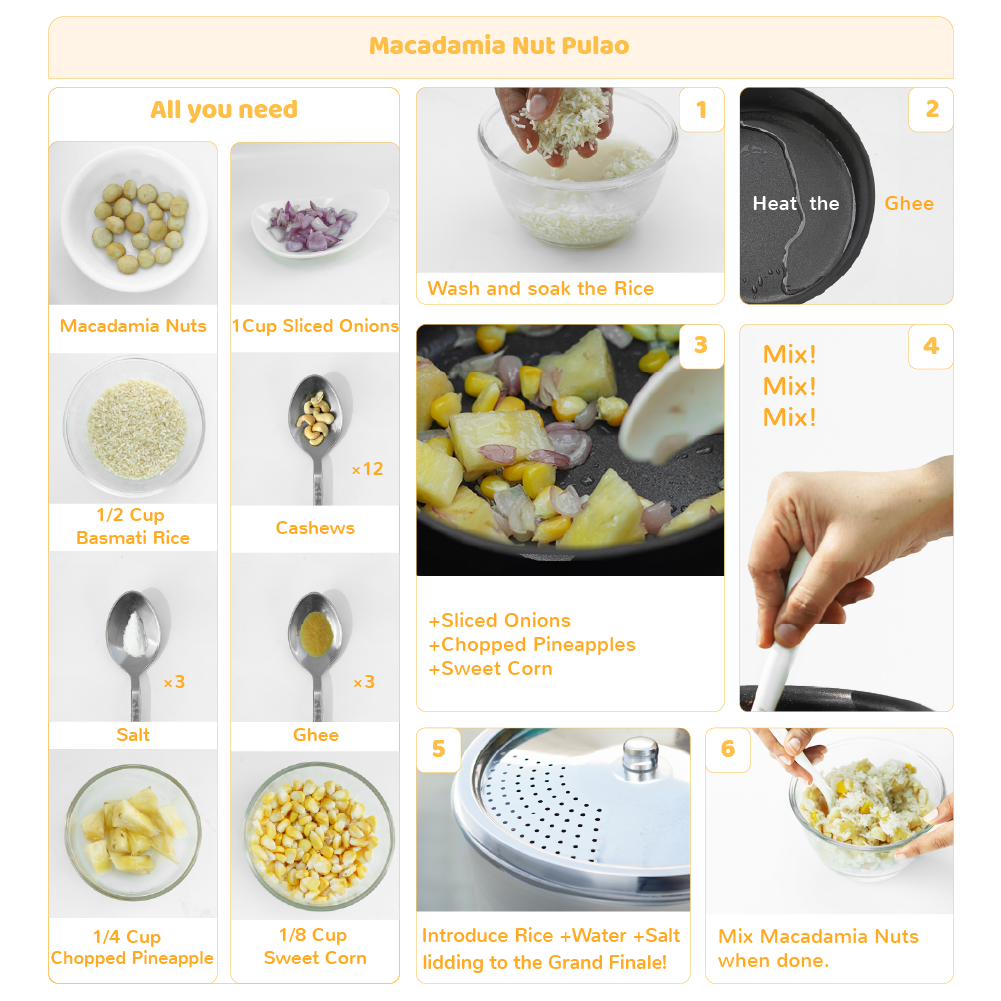 Macadamia Nut Pulao
All you need
Macadamia Nuts
1Cup Sliced Onions
1/2 Cup
Basmati Rice
×12
Cashews
×3
Salt
×3
Ghee
1/4 Cup
Chopped Pineapple
1/8 Cup
Sweet Corn
1
Wash and soak the Rice
2
Heat the Ghee
3
+Sliced Onions
+Chopped Pineapples
+Sweet Corn
4
Mix!
Mix!
Mix!
5
Introduce Rice +Water +Salt
lidding to the Grand Finale!
6
Mix Macadamia Nuts
when done.